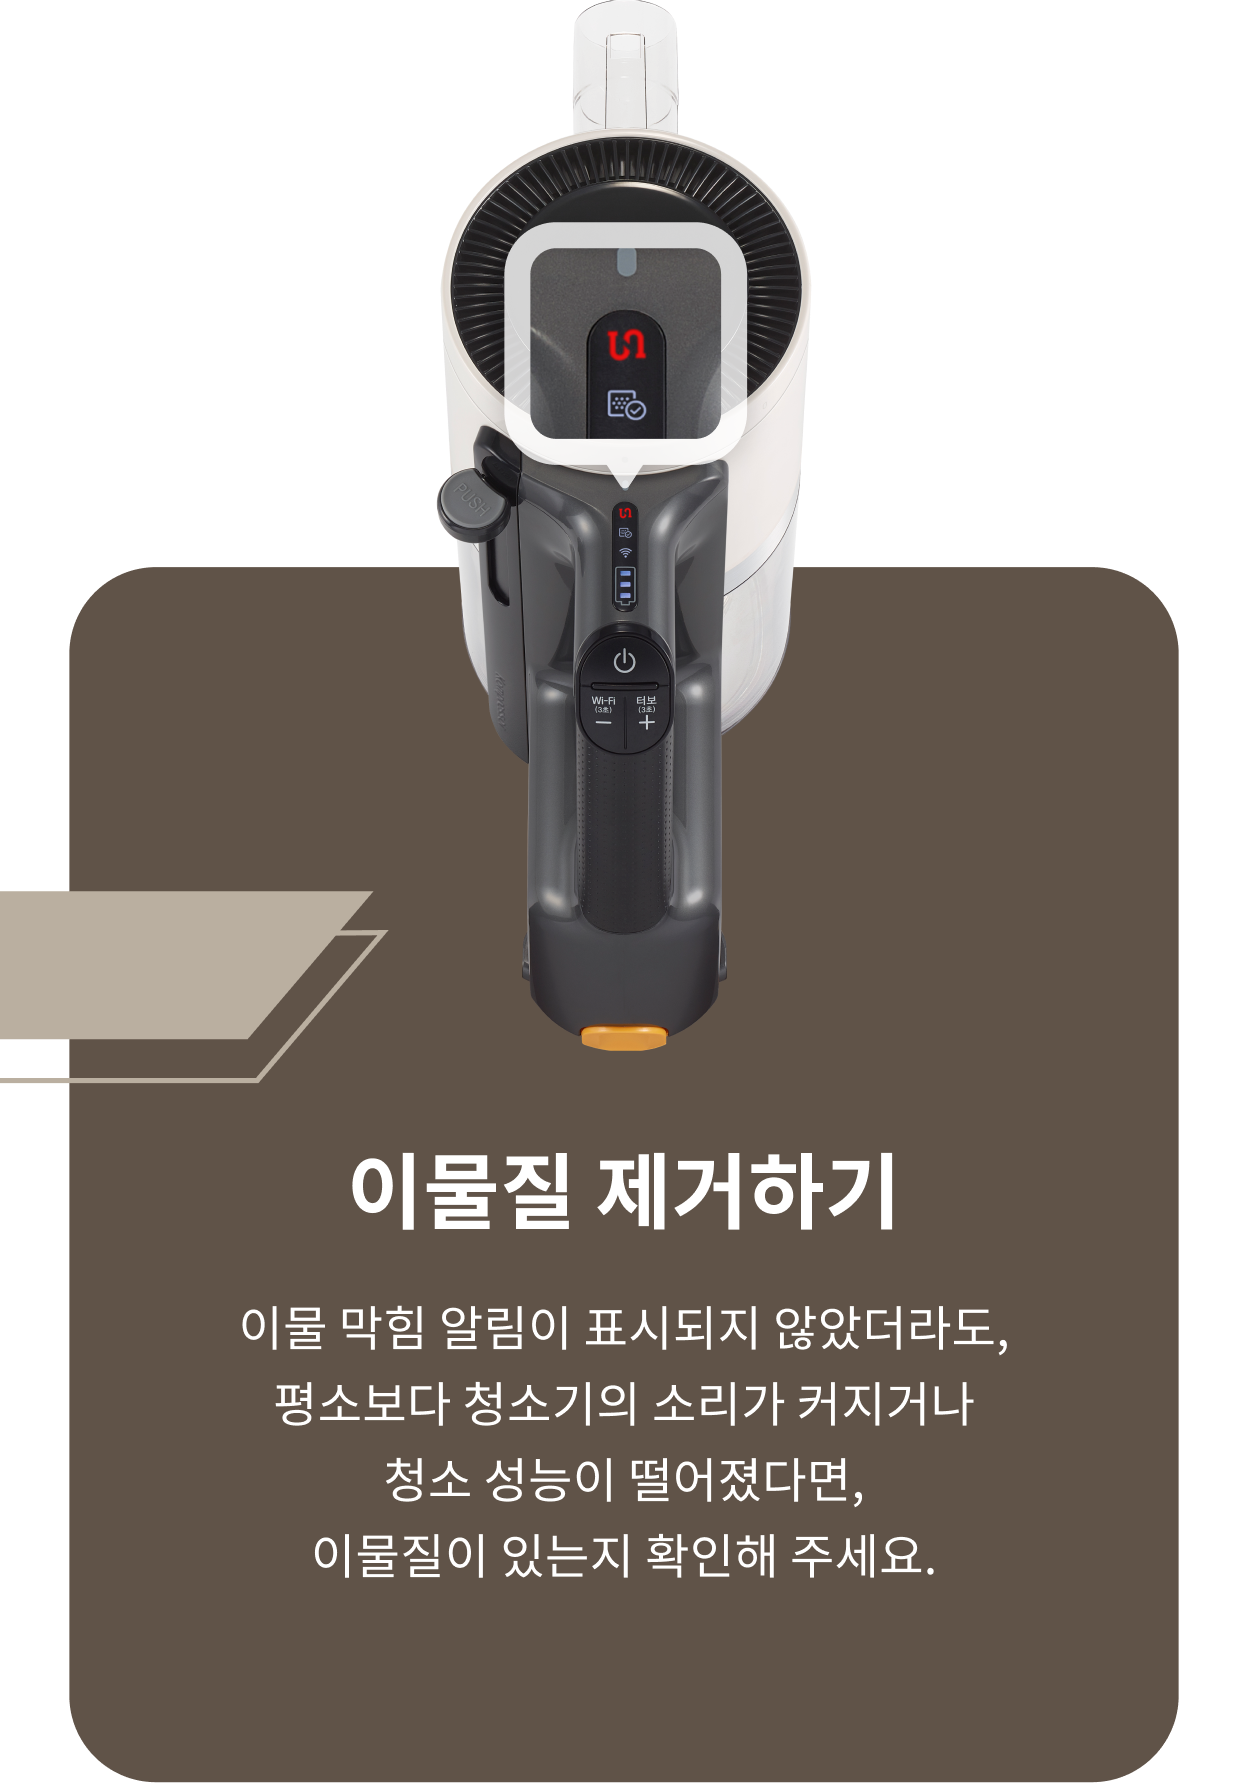 PUSH
Wi-Fi
(3초)
터보
(3초)
이물질 제거하기
이물 막힘 알림이 표시되지 않았더라도,
평소보다 청소기의 소리가 커지거나
청소 성능이 떨어졌다면,
이물질이 있는지 확인해 주세요.